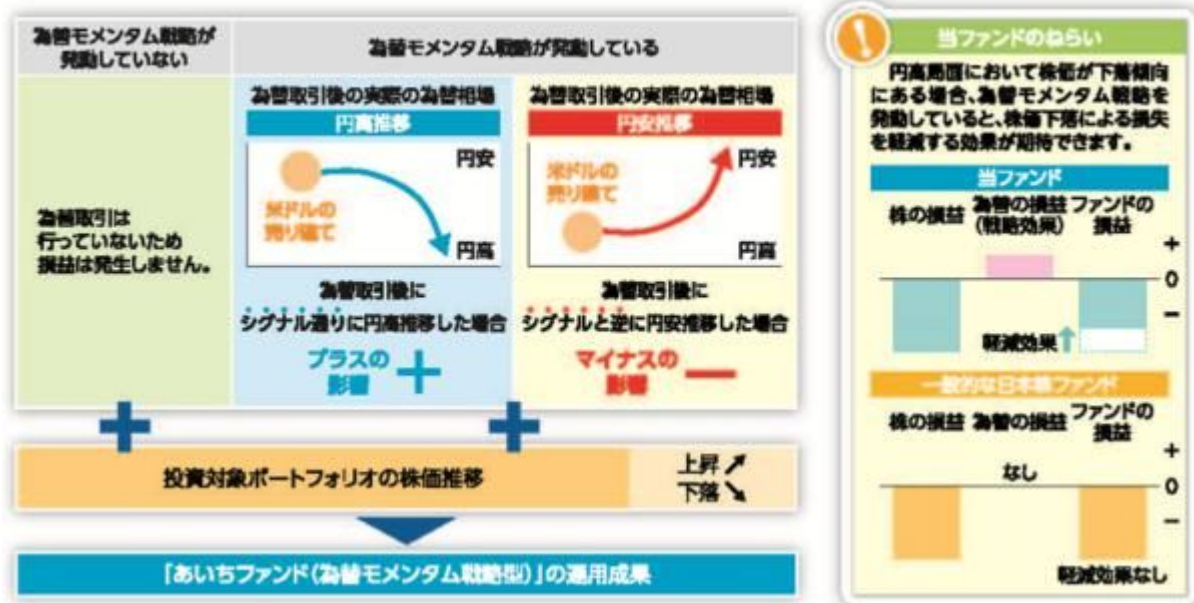 為替モメンタム戦略が
発動していない
為替モメンタム戦略が発動している
為替取引は
行っていないため
損益は発生しません。
為替取引後の実際の為替相場
円高推移
円安
米ドルの
売り建て
円高
為替取引後に
シグナル通りに円高推移した場合
プラスの
影響
+
為替取引後の実際の為替相場
円安推移
円安
米ドルの
売り建て
円高
為替取引後に
シグナルと逆に円安推移した場合
マイナスの
影響
−
投資対象ポートフォリオの株価推移
上昇
下落
「あいちファンド(為替モメンタム戦略型)」の運用成果
!
当ファンドのねらい
円高局面において株価が下落傾向
にある場合、為替モメンタム戦略を
発動していると、株価下落による損失
を軽減する効果が期待できます。
当ファンド
株の損益
為替の損益
(戦略効果)
ファンドの
損益
+
0
−
軽減効果
一般的な日本株ファンド
株の損益
為替の損益
ファンドの
損益
+
なし
0
−
軽減効果なし